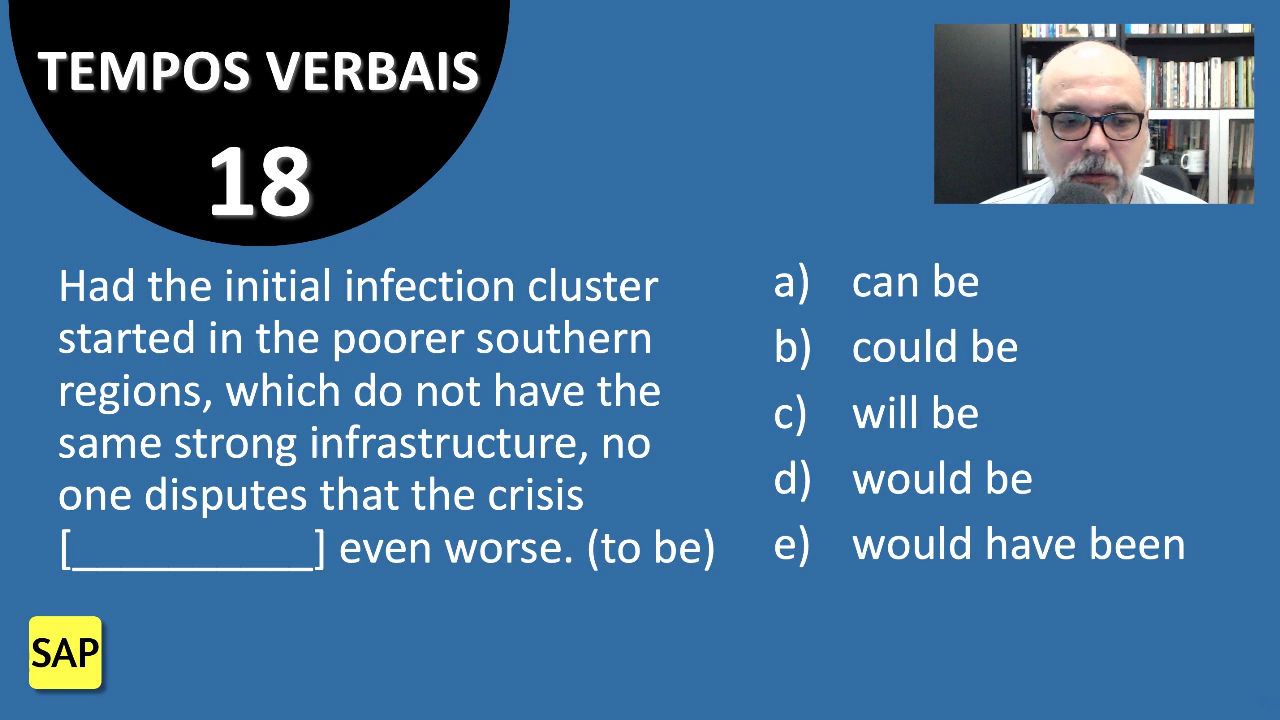 TEMPOS VERBAIS
18
Had the initial infection cluster
started in the poorer southern
regions, which do not have the
same strong infrastructure, no
one disputes that the crisis
[___________] even worse. (to be)
a) can be
b) could be
c) will be
d) would be
e) would have been
SAP